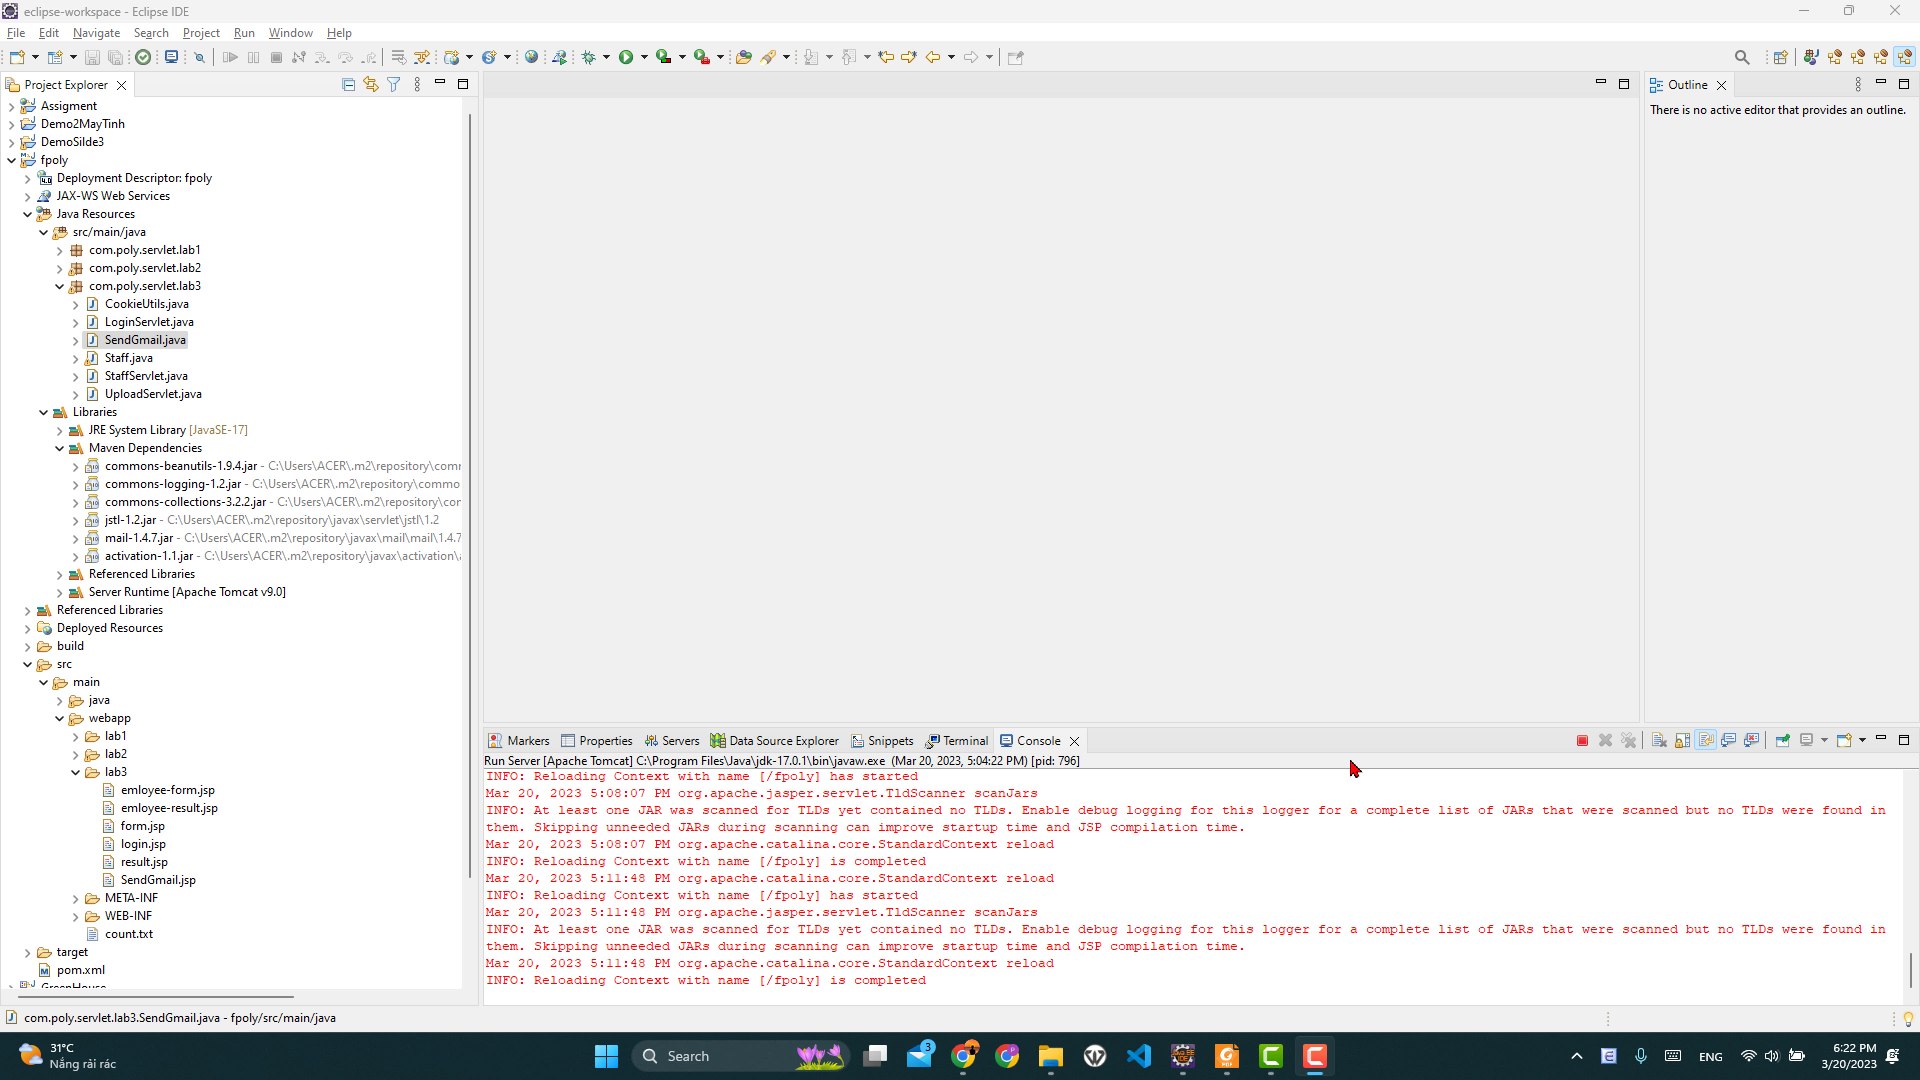 eclipse-workspace - Eclipse IDE
File Edit Navigate Search Project Run Window Help
Project Explorer
Assigment
Demo2MayTinh
DemoSilde3
fpoly
Deployment Descriptor: fpoly
JAX-WS Web Services
Java Resources
src/main/java
com.poly.servlet.lab1
com.poly.servlet.lab2
com.poly.servlet.lab3
CookieUtils.java
LoginServlet.java
SendGmail.java
Staff.java
StaffServlet.java
UploadServlet.java
Libraries
JRE System Library [JavaSE-17]
Maven Dependencies
commons-beanutils-1.9.4.jar - C:\Users\ACER\.m2\repository\comm
commons-logging-1.2.jar - C:\Users\ACER\.m2\repository\commo
commons-collections-3.2.2.jar - C:\Users\ACER\.m2\repository\cor
jstl-1.2.jar - C:\Users\ACER\.m2\repository\javax\servlet\jstl\1.2
mail-1.4.7.jar - C:\Users\ACER\.m2\repository\javax\mail\mail\1.4.7
activation-1.1.jar - C:\Users\ACER\.m2\repository\javax\activation\
Referenced Libraries
Server Runtime [Apache Tomcat v9.0]
Referenced Libraries
Deployed Resources
build
src
main
java
webapp
lab1
lab2
lab3
emloyee-form.jsp
emloyee-result.jsp
form.jsp
login.jsp
result.jsp
SendGmail.jsp
META-INF
WEB-INF
count.txt
target
pom.xml
GreenHouse
Outline
There is no active editor that provides an outline.
Markers Properties Servers Data Source Explorer Snippets Terminal Console
Run Server [Apache Tomcat] C:\Program Files\Java\jdk-17.0.1\bin\javaw.exe (Mar 20, 2023, 5:04:22 PM) [pid: 796]
INFO: Reloading Context with name [/fpoly] has started
Mar 20, 2023 5:08:07 PM org.apache.jasper.servlet.TldScanner scanJars
INFO: At least one JAR was scanned for TLDs yet contained no TLDs. Enable debug logging for this logger for a complete list of JARs that were scanned but no TLDs were found in
them. Skipping unneeded JARs during scanning can improve startup time and JSP compilation time.
Mar 20, 2023 5:08:07 PM org.apache.catalina.core.StandardContext reload
INFO: Reloading Context with name [/fpoly] is completed
Mar 20, 2023 5:11:48 PM org.apache.catalina.core.StandardContext reload
INFO: Reloading Context with name [/fpoly] has started
Mar 20, 2023 5:11:48 PM org.apache.jasper.servlet.TldScanner scanJars
INFO: At least one JAR was scanned for TLDs yet contained no TLDs. Enable debug logging for this logger for a complete list of JARs that were scanned but no TLDs were found in
them. Skipping unneeded JARs during scanning can improve startup time and JSP compilation time.
Mar 20, 2023 5:11:48 PM org.apache.catalina.core.StandardContext reload
INFO: Reloading Context with name [/fpoly] is completed
com.poly.servlet.lab3.SendGmail.java - fpoly/src/main/java
31°C
Nắng rải rác
Search
3
ENG
6:22 PM
3/20/2023